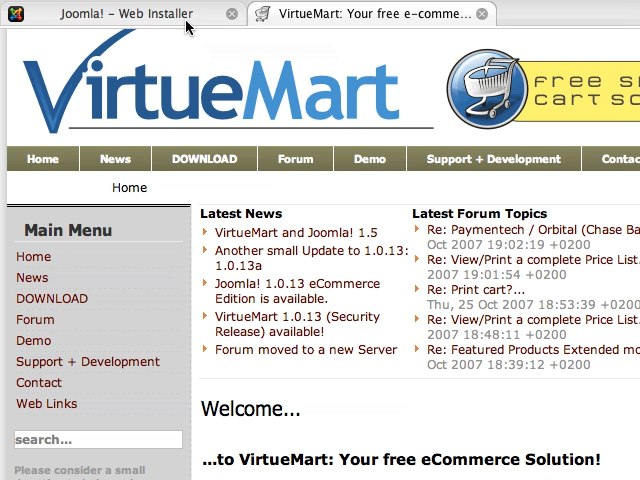 Joomla! - Web Installer
VirtueMart: Your free e-comme...
VirtueMart
FREE
CART
Home News DOWNLOAD Forum Demo Support + Development
Home
Main Menu
Home
News
DOWNLOAD
Forum
Demo
Support + Development
Contact
Web Links
search...
Please consider a small
Latest News
VirtueMart and Joomla! 1.5
Another small Update to 1.0.13:
1.0.13a
Joomla! 1.0.13 eCommerce
Edition is available.
VirtueMart 1.0.13 (Security
Release) available!
Forum moved to a new Server
Latest Forum Topics
Re: Paymentech / Orbital (Chase Ba
Oct 2007 19:02:19 +0200
Re: View/Print a complete Price List.
2007 19:01:54 +0200
Re: Print cart?...
Thu, 25 Oct 2007 18:53:39 +0200
Re: View/Print a complete Price List.
2007 18:48:11 +0200
Re: Featured Products Extended mo
Oct 2007 18:39:12 +0200
Welcome...
...to VirtueMart: Your free eCommerce Solution!